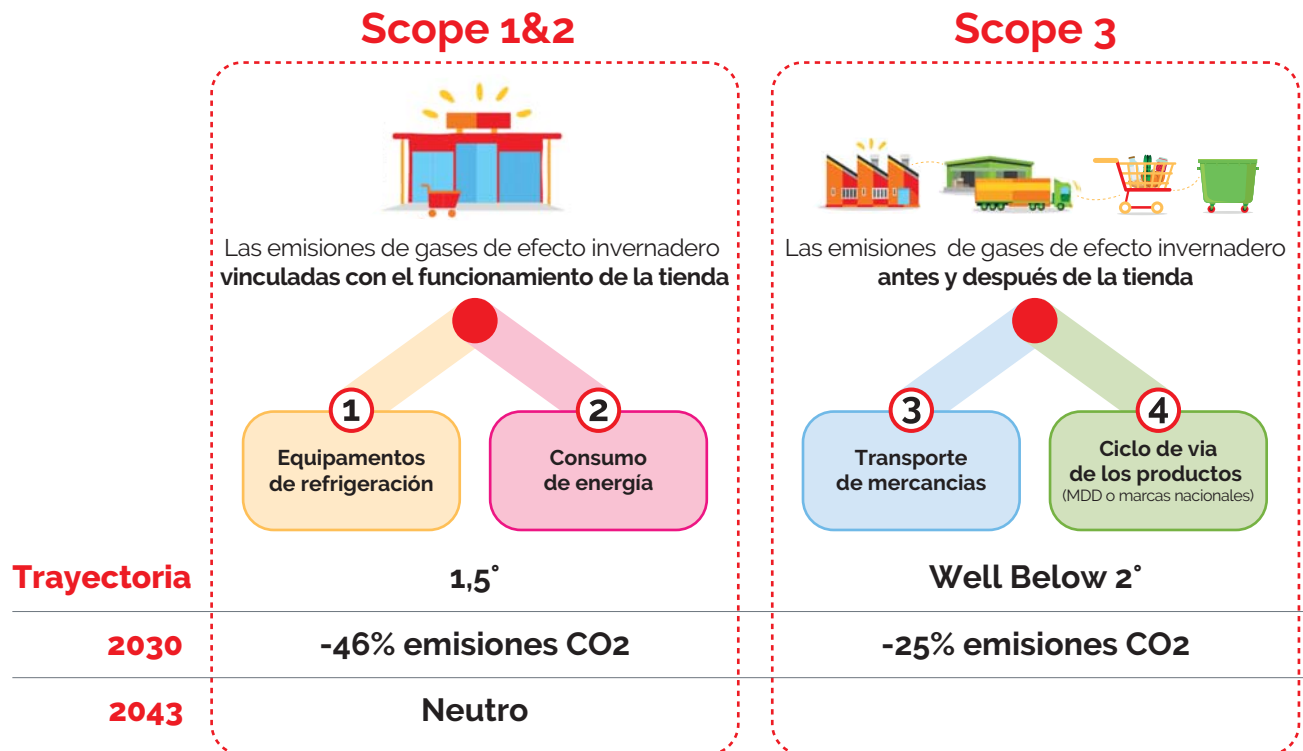 Scope 1&2
Scope 3
Las emisiones de gases de efecto invernadero
vinculadas con el funcionamiento de la tienda
Las emisiones de gases de efecto invernadero
antes y después de la tienda
1
Equipamentos
de refrigeración
2
Consumo
de energía
3
Transporte
de mercancias
4
Ciclo de via
de los productos
(MDD o marcas nacionales)
Trayectoria
1,5°
Well Below 2°
2030
-46% emisiones CO2
-25% emisiones CO2
2043
Neutro